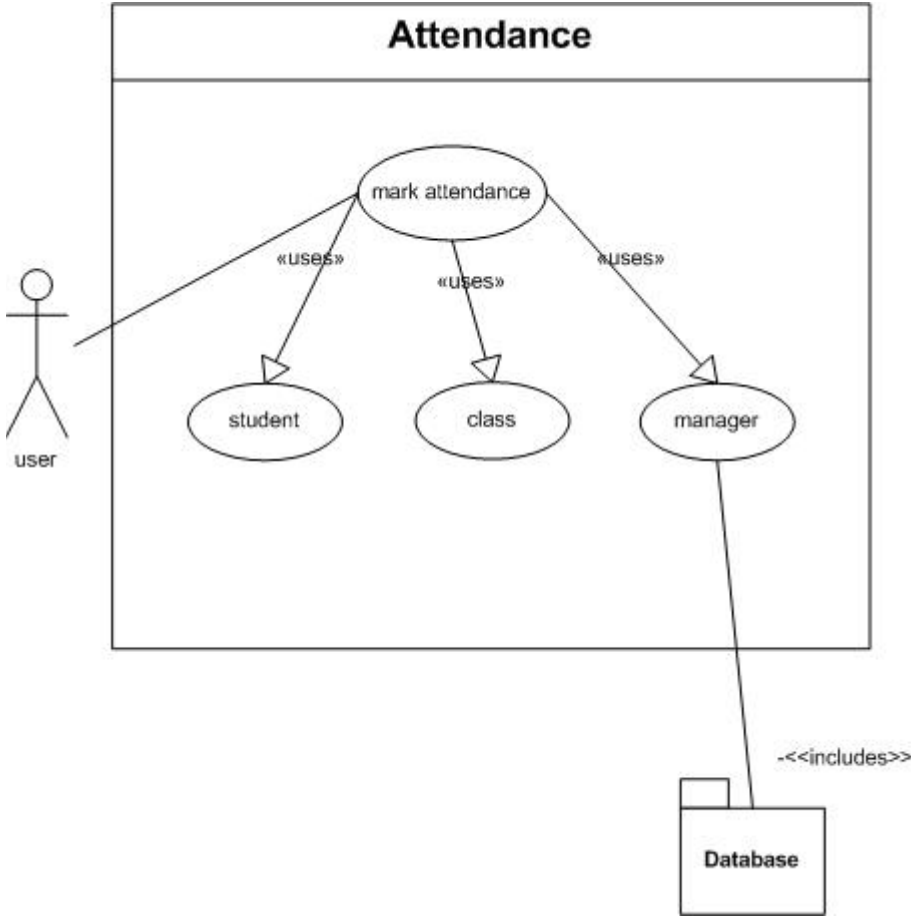 Attendance
mark attendance
«uses»
«uses»
«uses»
student
class
manager
user
-<<includes>>
Database